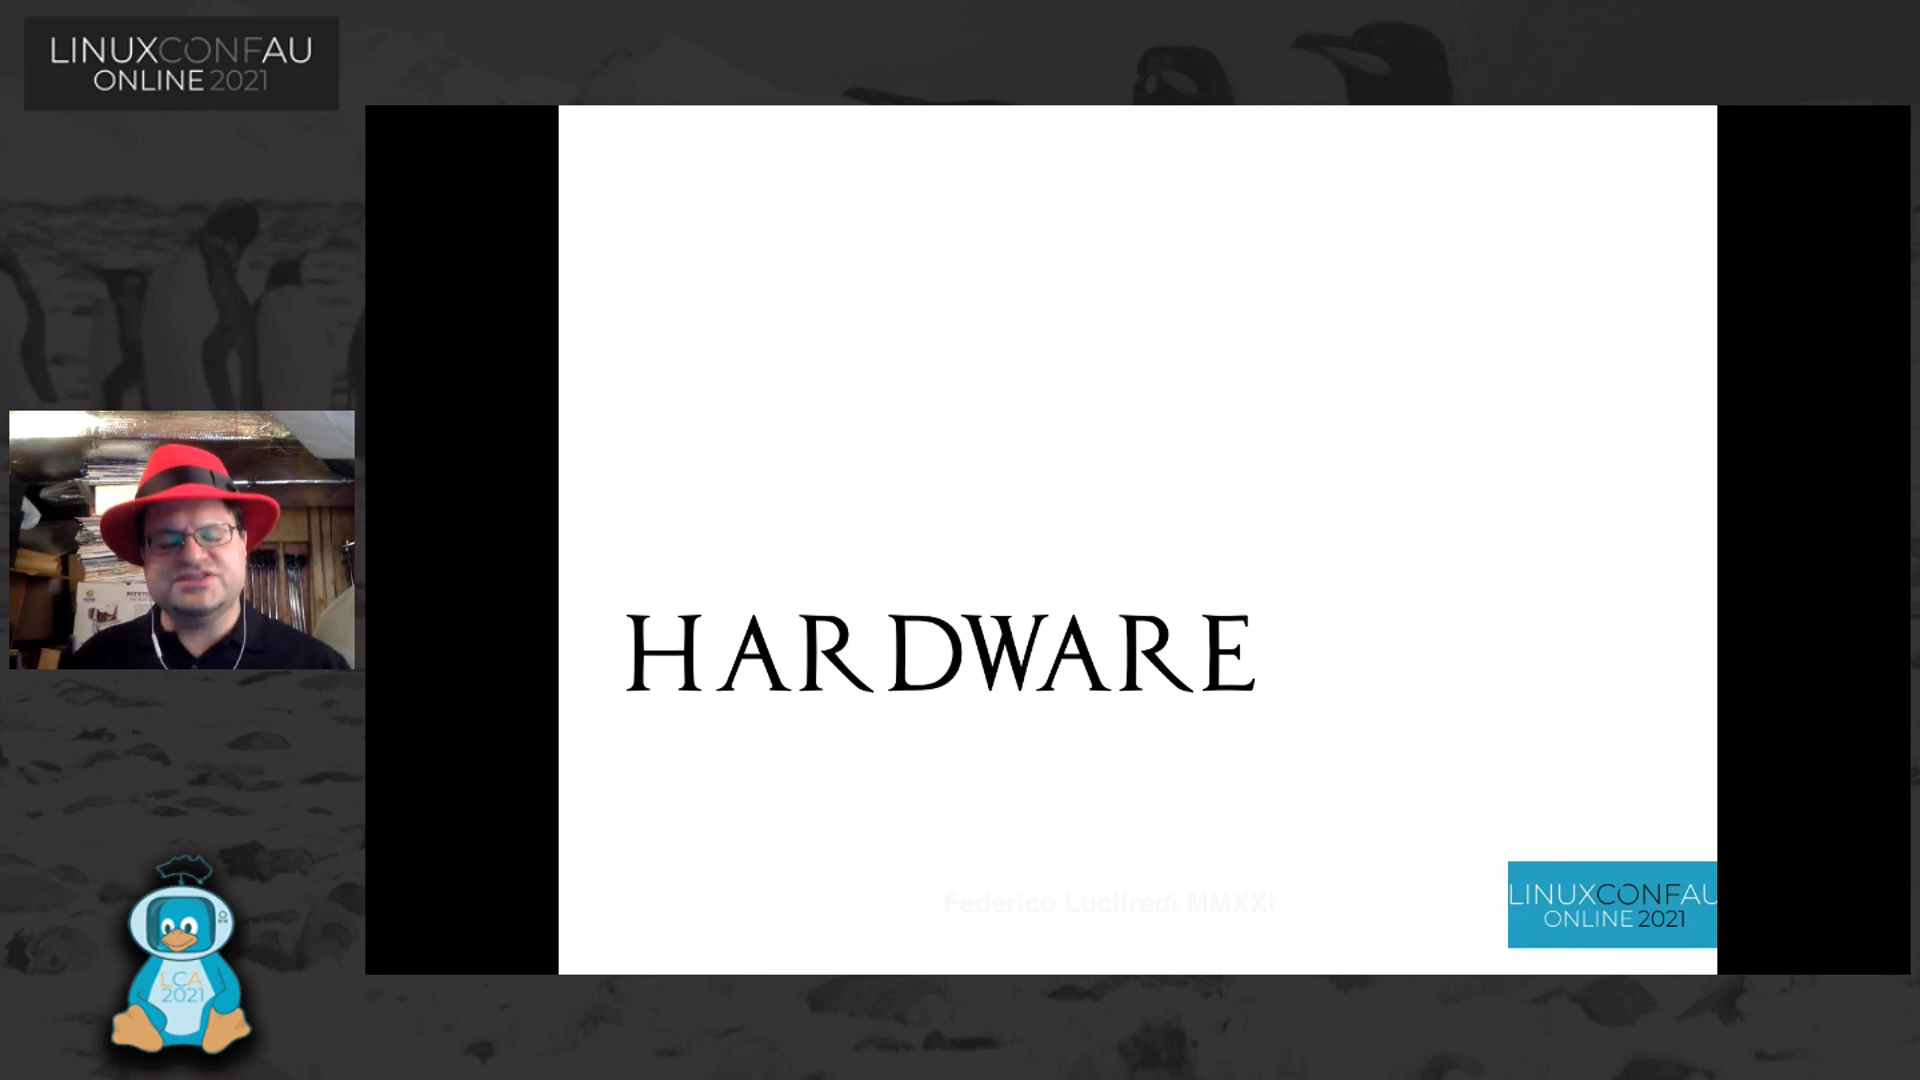 LINUXCONFAU
ONLINE 2021
HARDWARE
Federico Lucifredi MMXXi
LINUXCONFAU
ONLINE 2021
LCA
2021